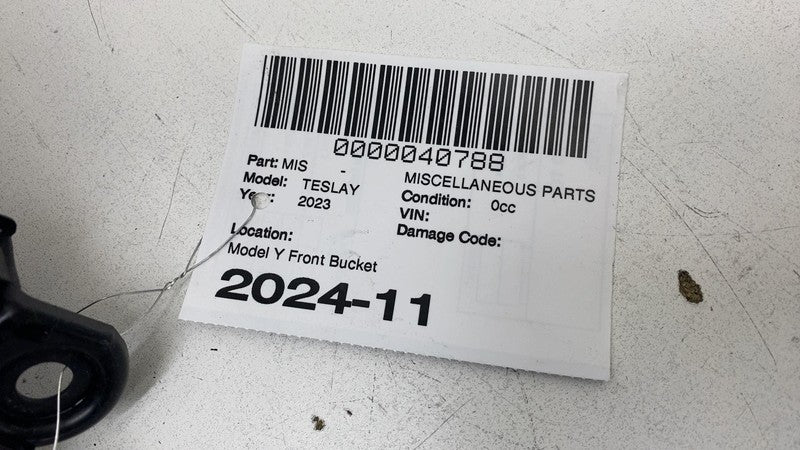 0000040788
Part: MIS - MISCELLANEOUS PARTS
Model: TESLAY Condition: 0cc
Year: 2023 VIN:
Location: Damage Code:
Model Y Front Bucket
2024-11